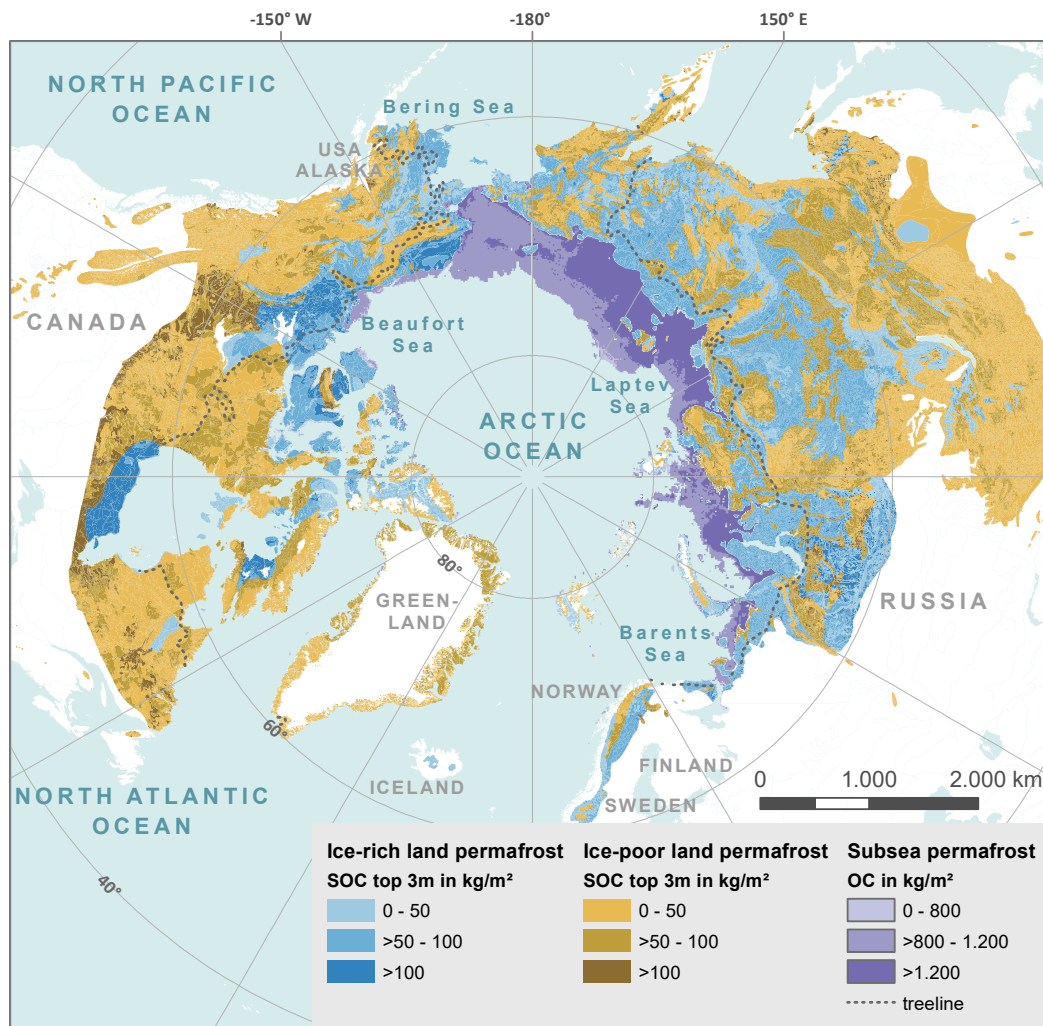 -150° W
-180°
150° E
NORTH PACIFIC
OCEAN
Bering Sea
USA
ALASKA
CANADA
Beaufort
Sea
Laptev
Sea
ARCTIC
OCEAN
80°
GREEN-
LAND
RUSSIA
Barents
Sea
NORWAY
60°
ICELAND
FINLAND
SWEDEN
0
1.000
2.000 km
NORTH ATLANTIC
OCEAN
40°
Ice-rich land permafrost
SOC top 3m in kg/m²
0 - 50
>50 - 100
>100
Ice-poor land permafrost
SOC top 3m in kg/m²
0 - 50
>50 - 100
>100
Subsea permafrost
OC in kg/m²
0 - 800
>800 - 1.200
>1.200
treeline